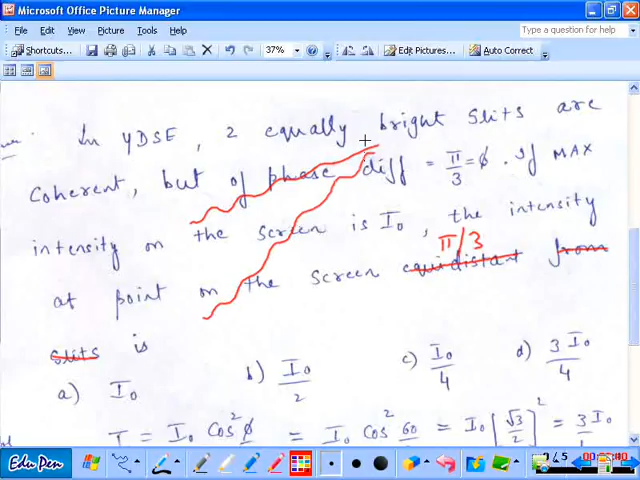 Microsoft Office Picture Manager
File Edit View Picture Tools Help
Type a question for help
Shortcuts... 37% Edit Pictures... Auto Correct
In YDSE, 2 equally bright slits are
coherent, but of phase diff = π/3 = ϕ. If MAX
intensity on the screen is I₀, the intensity
π/3
at point on the screen equidistant from
slits is
a) I₀ b) I₀/2 c) I₀/4 d) 3I₀/4
I = I₀ cos² ϕ = I₀ cos² 60 = I₀ [√3/2]² = 3I₀
Edu Pen